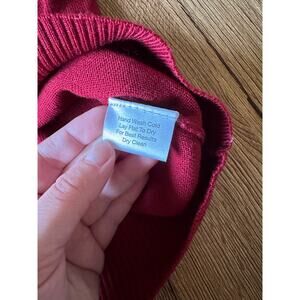 Hand Wash Cold
Lay Flat To Dry
For Best Results
Dry Clean